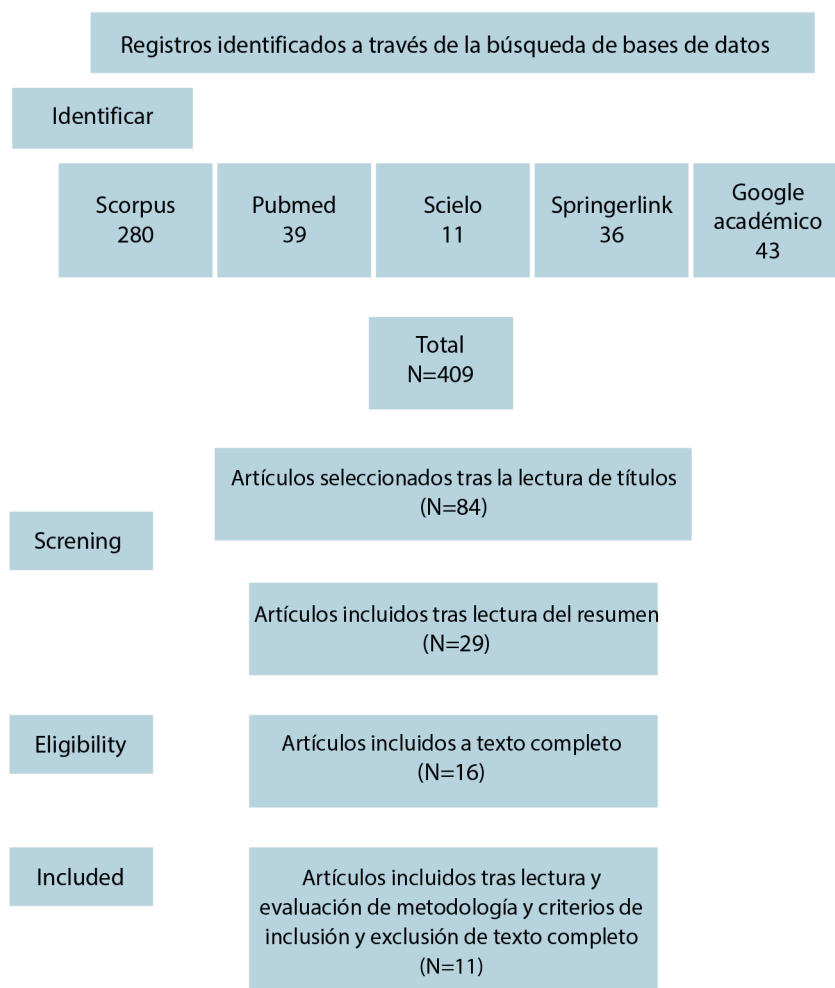 Registros identificados a través de la búsqueda de bases de datos
Identificar
Scorpus
280
Pubmed
39
Scielo
11
Springerlink
36
Google
académico
43
Total
N=409
Artículos seleccionados tras la lectura de títulos
(N=84)
Screning
Artículos incluidos tras lectura del resumen
(N=29)
Eligibility
Artículos incluidos a texto completo
(N=16)
Included
Artículos incluidos tras lectura y
evaluación de metodología y criterios de
inclusión y exclusión de texto completo
(N=11)